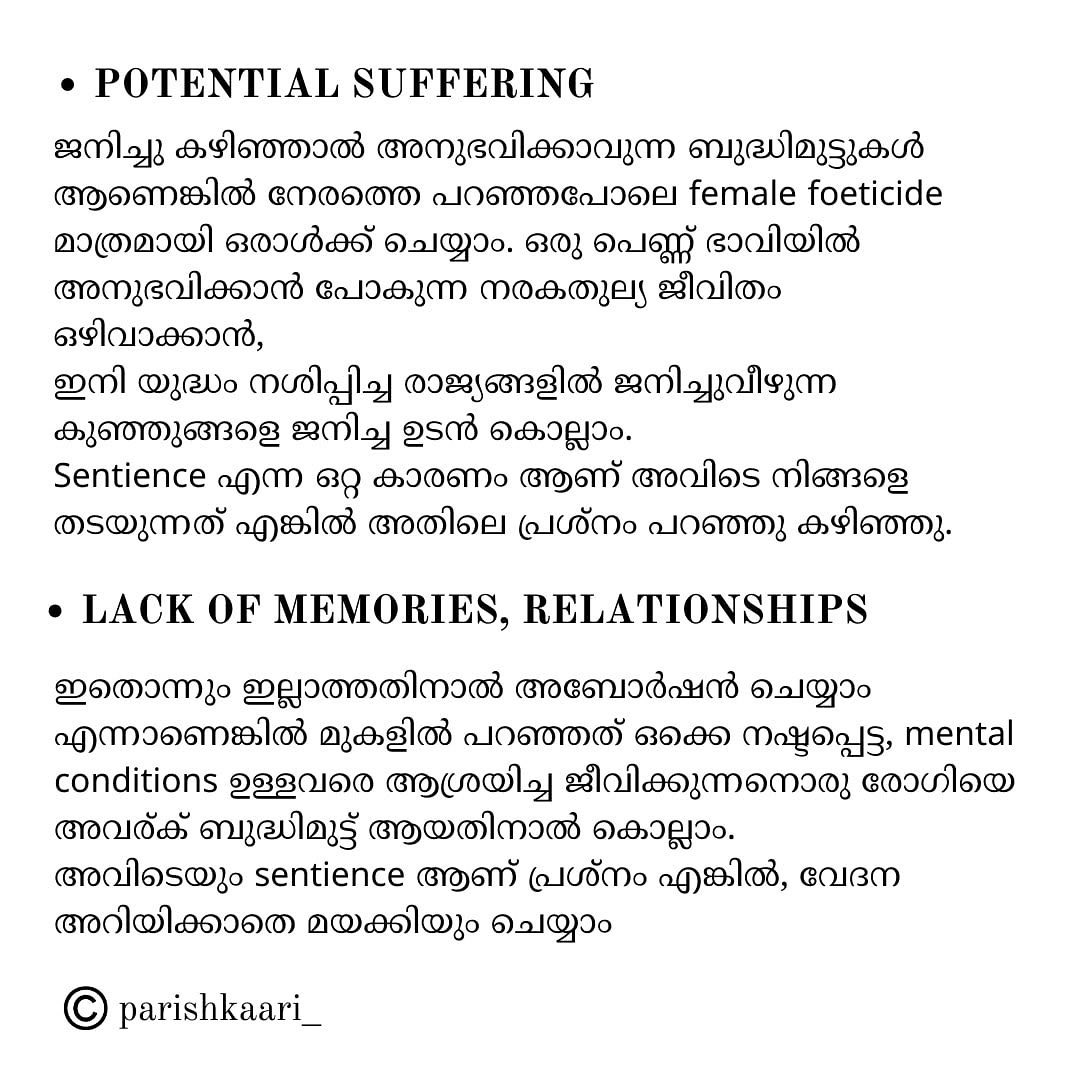 • POTENTIAL SUFFERING
ജനിച്ചു കഴിഞ്ഞാൽ അനുഭവിക്കാവുന്ന ബുദ്ധിമുട്ടുകൾ
ആണെങ്കിൽ നേരത്തെ പറഞ്ഞപോലെ female foeticide
മാത്രമായി ഒരാൾക്ക് ചെയ്യാം. ഒരു പെണ്ണ് ഭാവിയിൽ
അനുഭവിക്കാൻ പോകുന്ന നരകതുല്യ ജീവിതം
ഒഴിവാക്കാൻ,
ഇനി യുദ്ധം നശിപ്പിച്ച രാജ്യങ്ങളിൽ ജനിച്ചുവീഴുന്ന
കുഞ്ഞുങ്ങളെ ജനിച്ച ഉടൻ കൊല്ലാം.
Sentience എന്ന ഒറ്റ കാരണം ആണ് അവിടെ നിങ്ങളെ
തടയുന്നത് എങ്കിൽ അതിലെ പ്രശ്നം പറഞ്ഞു കഴിഞ്ഞു.
• LACK OF MEMORIES, RELATIONSHIPS
ഇതൊന്നും ഇല്ലാത്തതിനാൽ അബോർഷൻ ചെയ്യാം
എന്നാണെങ്കിൽ മുകളിൽ പറഞ്ഞത് ഒക്കെ നഷ്ടപ്പെട്ട, mental
conditions ഉള്ളവരെ ആശ്രയിച്ച ജീവിക്കുന്നനൊരു രോഗിയെ
അവര്ക് ബുദ്ധിമുട്ട് ആയതിനാൽ കൊല്ലാം.
അവിടെയും sentience ആണ് പ്രശ്നം എങ്കിൽ, വേദന
അറിയിക്കാതെ മയക്കിയും ചെയ്യാം
© parishkaari_